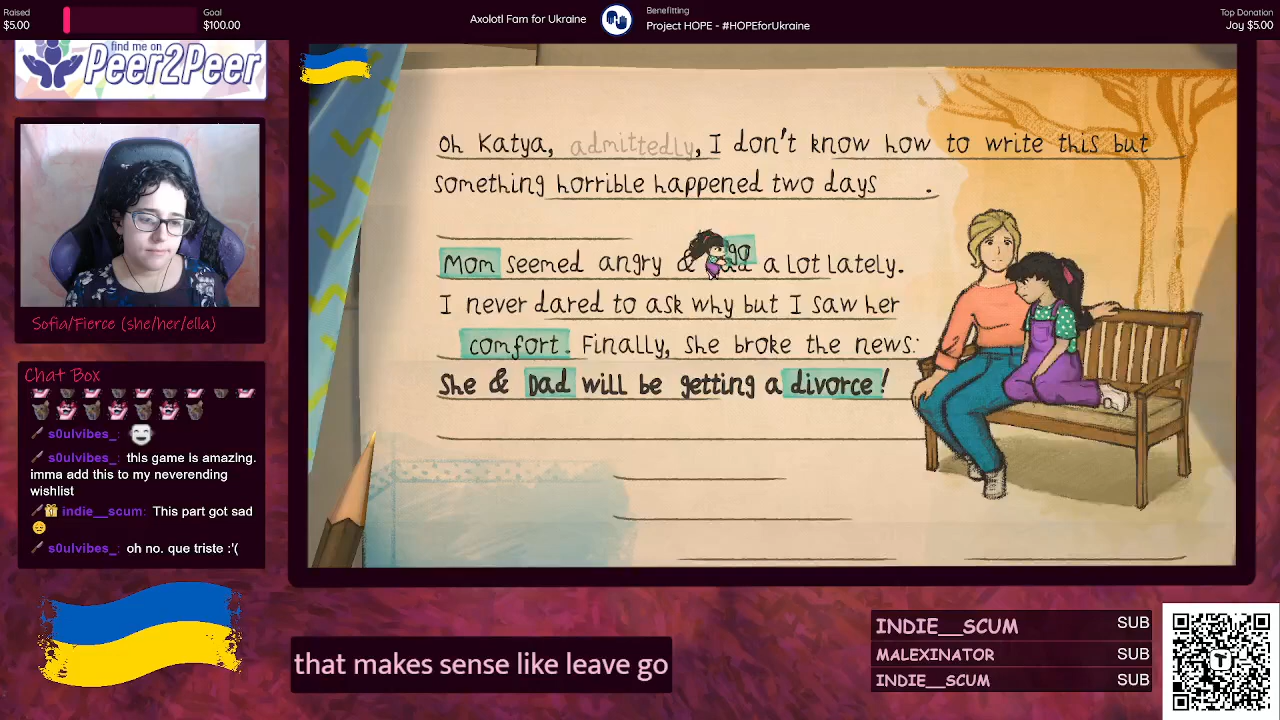 Raised
$5.00
Goal
$100.00
Axolotl Fam for Ukraine
Benefitting
Project HOPE - #HOPEforUkraine
Top Donation
Joy $5.00
find me on
Peer2Peer
Sofia/Fierce (she/her/ella)
Chat Box
s0ulvibes_:
s0ulvibes_: this game is amazing.
imma add this to my neverending
wishlist
indie__scum: This part got sad
s0ulvibes_: oh no. que triste :'(
Oh Katya, admittedly, I don't know how to write this but
something horrible happened two days .
go
Mom seemed angry & a lot lately.
I never dared to ask why but I saw her
comfort. Finally, she broke the news:
She & Dad will be getting a divorce!
that makes sense like leave go
INDIE__SCUM SUB
MALEXINATOR SUB
INDIE__SCUM SUB
T